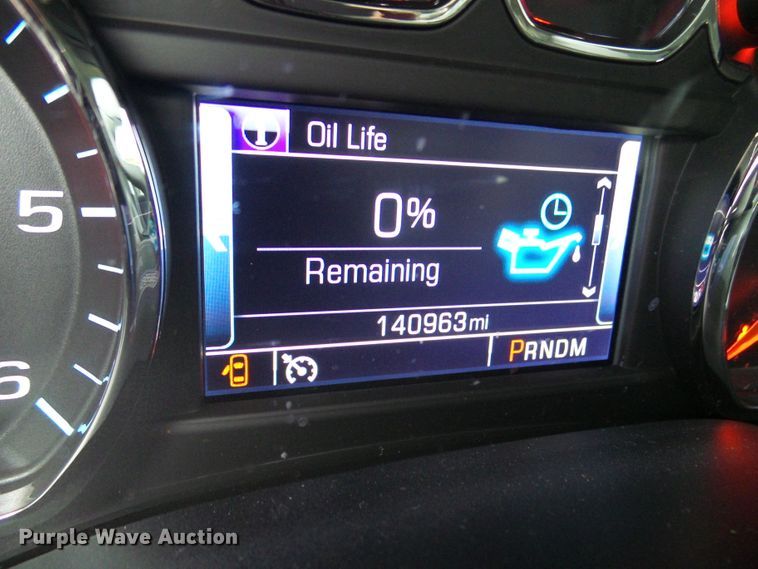 Oil Life
0%
Remaining
140963mi
PRNDM
5
6
Purple Wave Auction